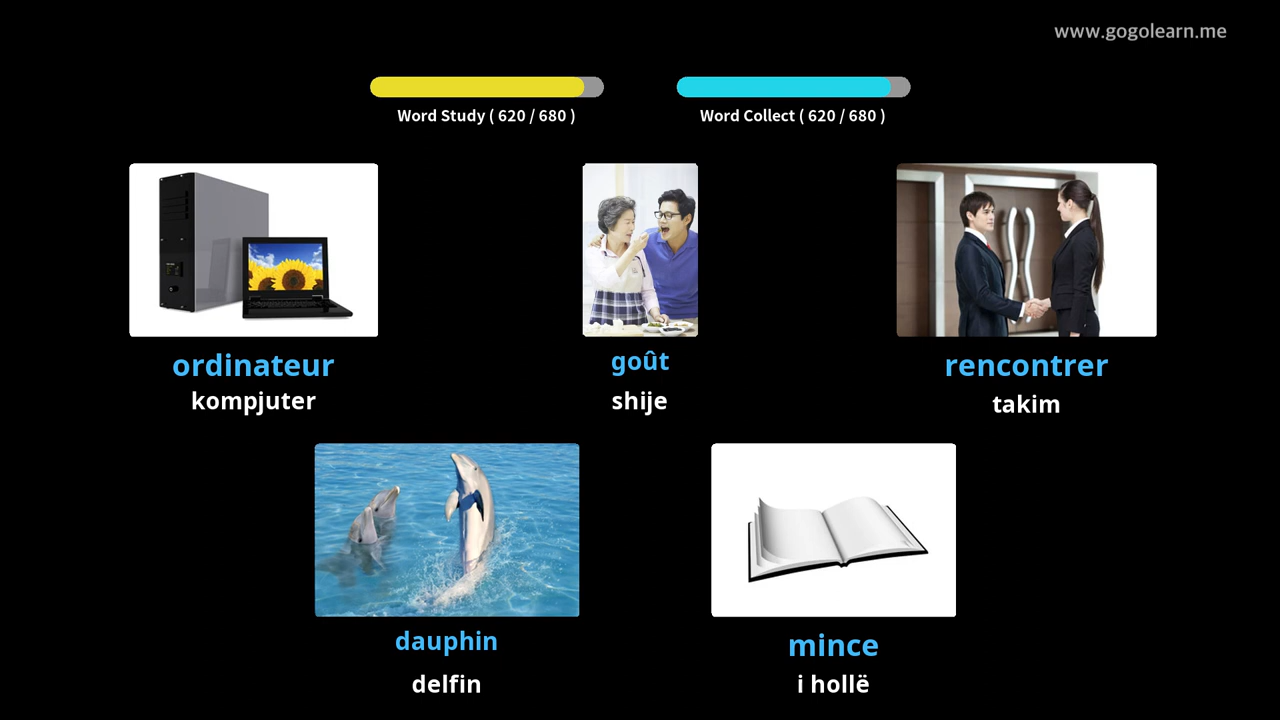 www.gogolearn.me
Word Study ( 620 / 680 )
Word Collect ( 620 / 680 )
ordinateur
kompjuter
goût
shije
rencontrer
takim
dauphin
delfin
mince
i hollë